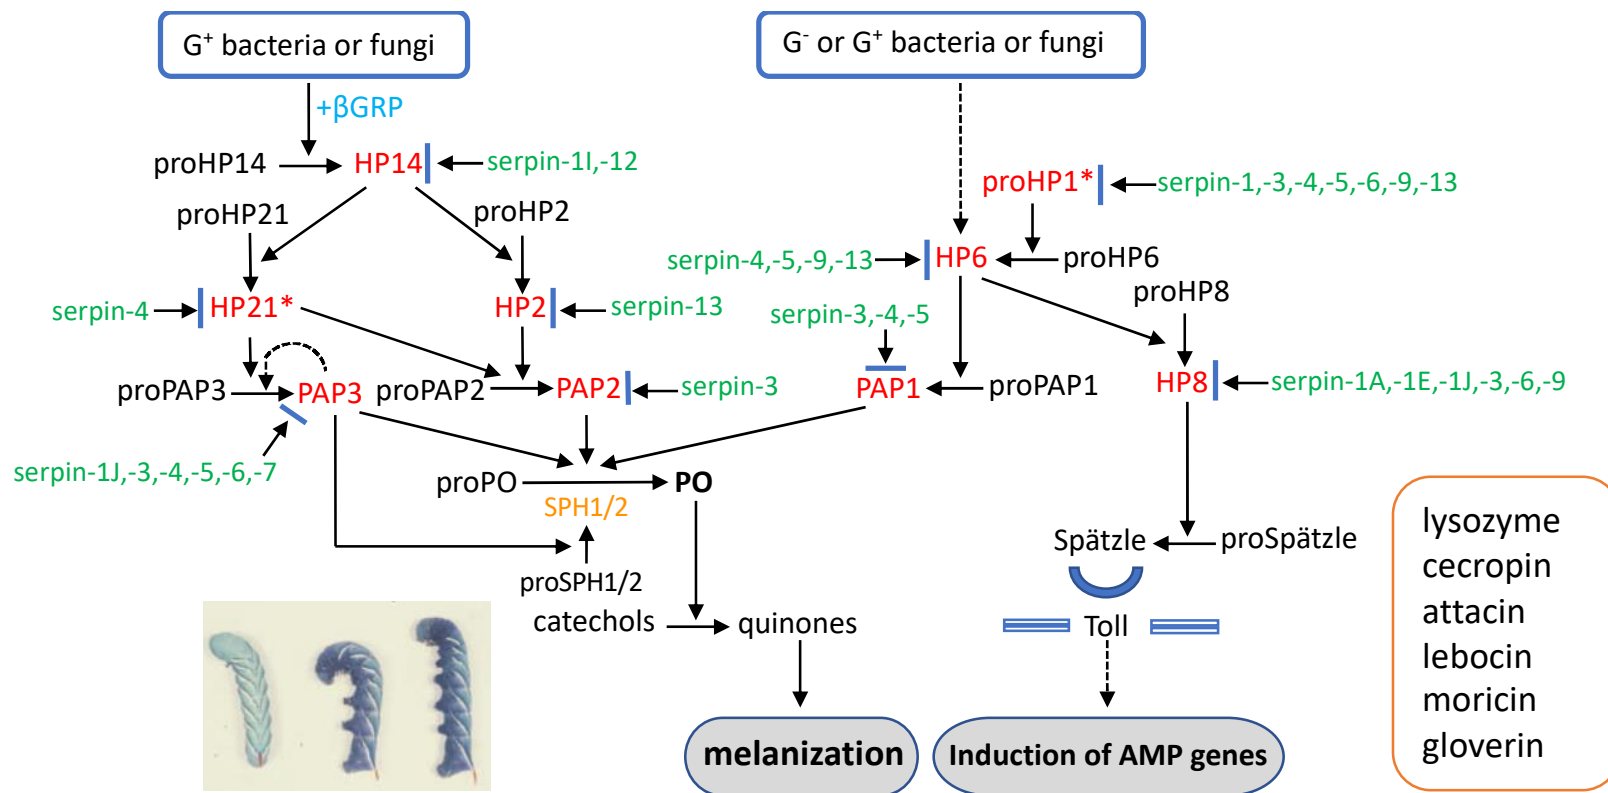 G⁺ bacteria or fungi
G⁻ or G⁺ bacteria or fungi
+βGRP
proHP14
HP14
serpin-1I,-12
proHP1*
serpin-1,-3,-4,-5,-6,-9,-13
proHP21
proHP2
serpin-4,-5,-9,-13
HP6
proHP6
proHP8
serpin-4
HP21*
HP2
serpin-13
serpin-3,-4,-5
proPAP3
PAP3
proPAP2
PAP2
serpin-3
PAP1
proPAP1
HP8
serpin-1A,-1E,-1J,-3,-6,-9
serpin-1J,-3,-4,-5,-6,-7
proPO
PO
SPH1/2
proSPH1/2
Spätzle
proSpätzle
catechols
quinones
Toll
melanization
Induction of AMP genes
lysozyme
cecropin
attacin
lebocin
moricin
gloverin